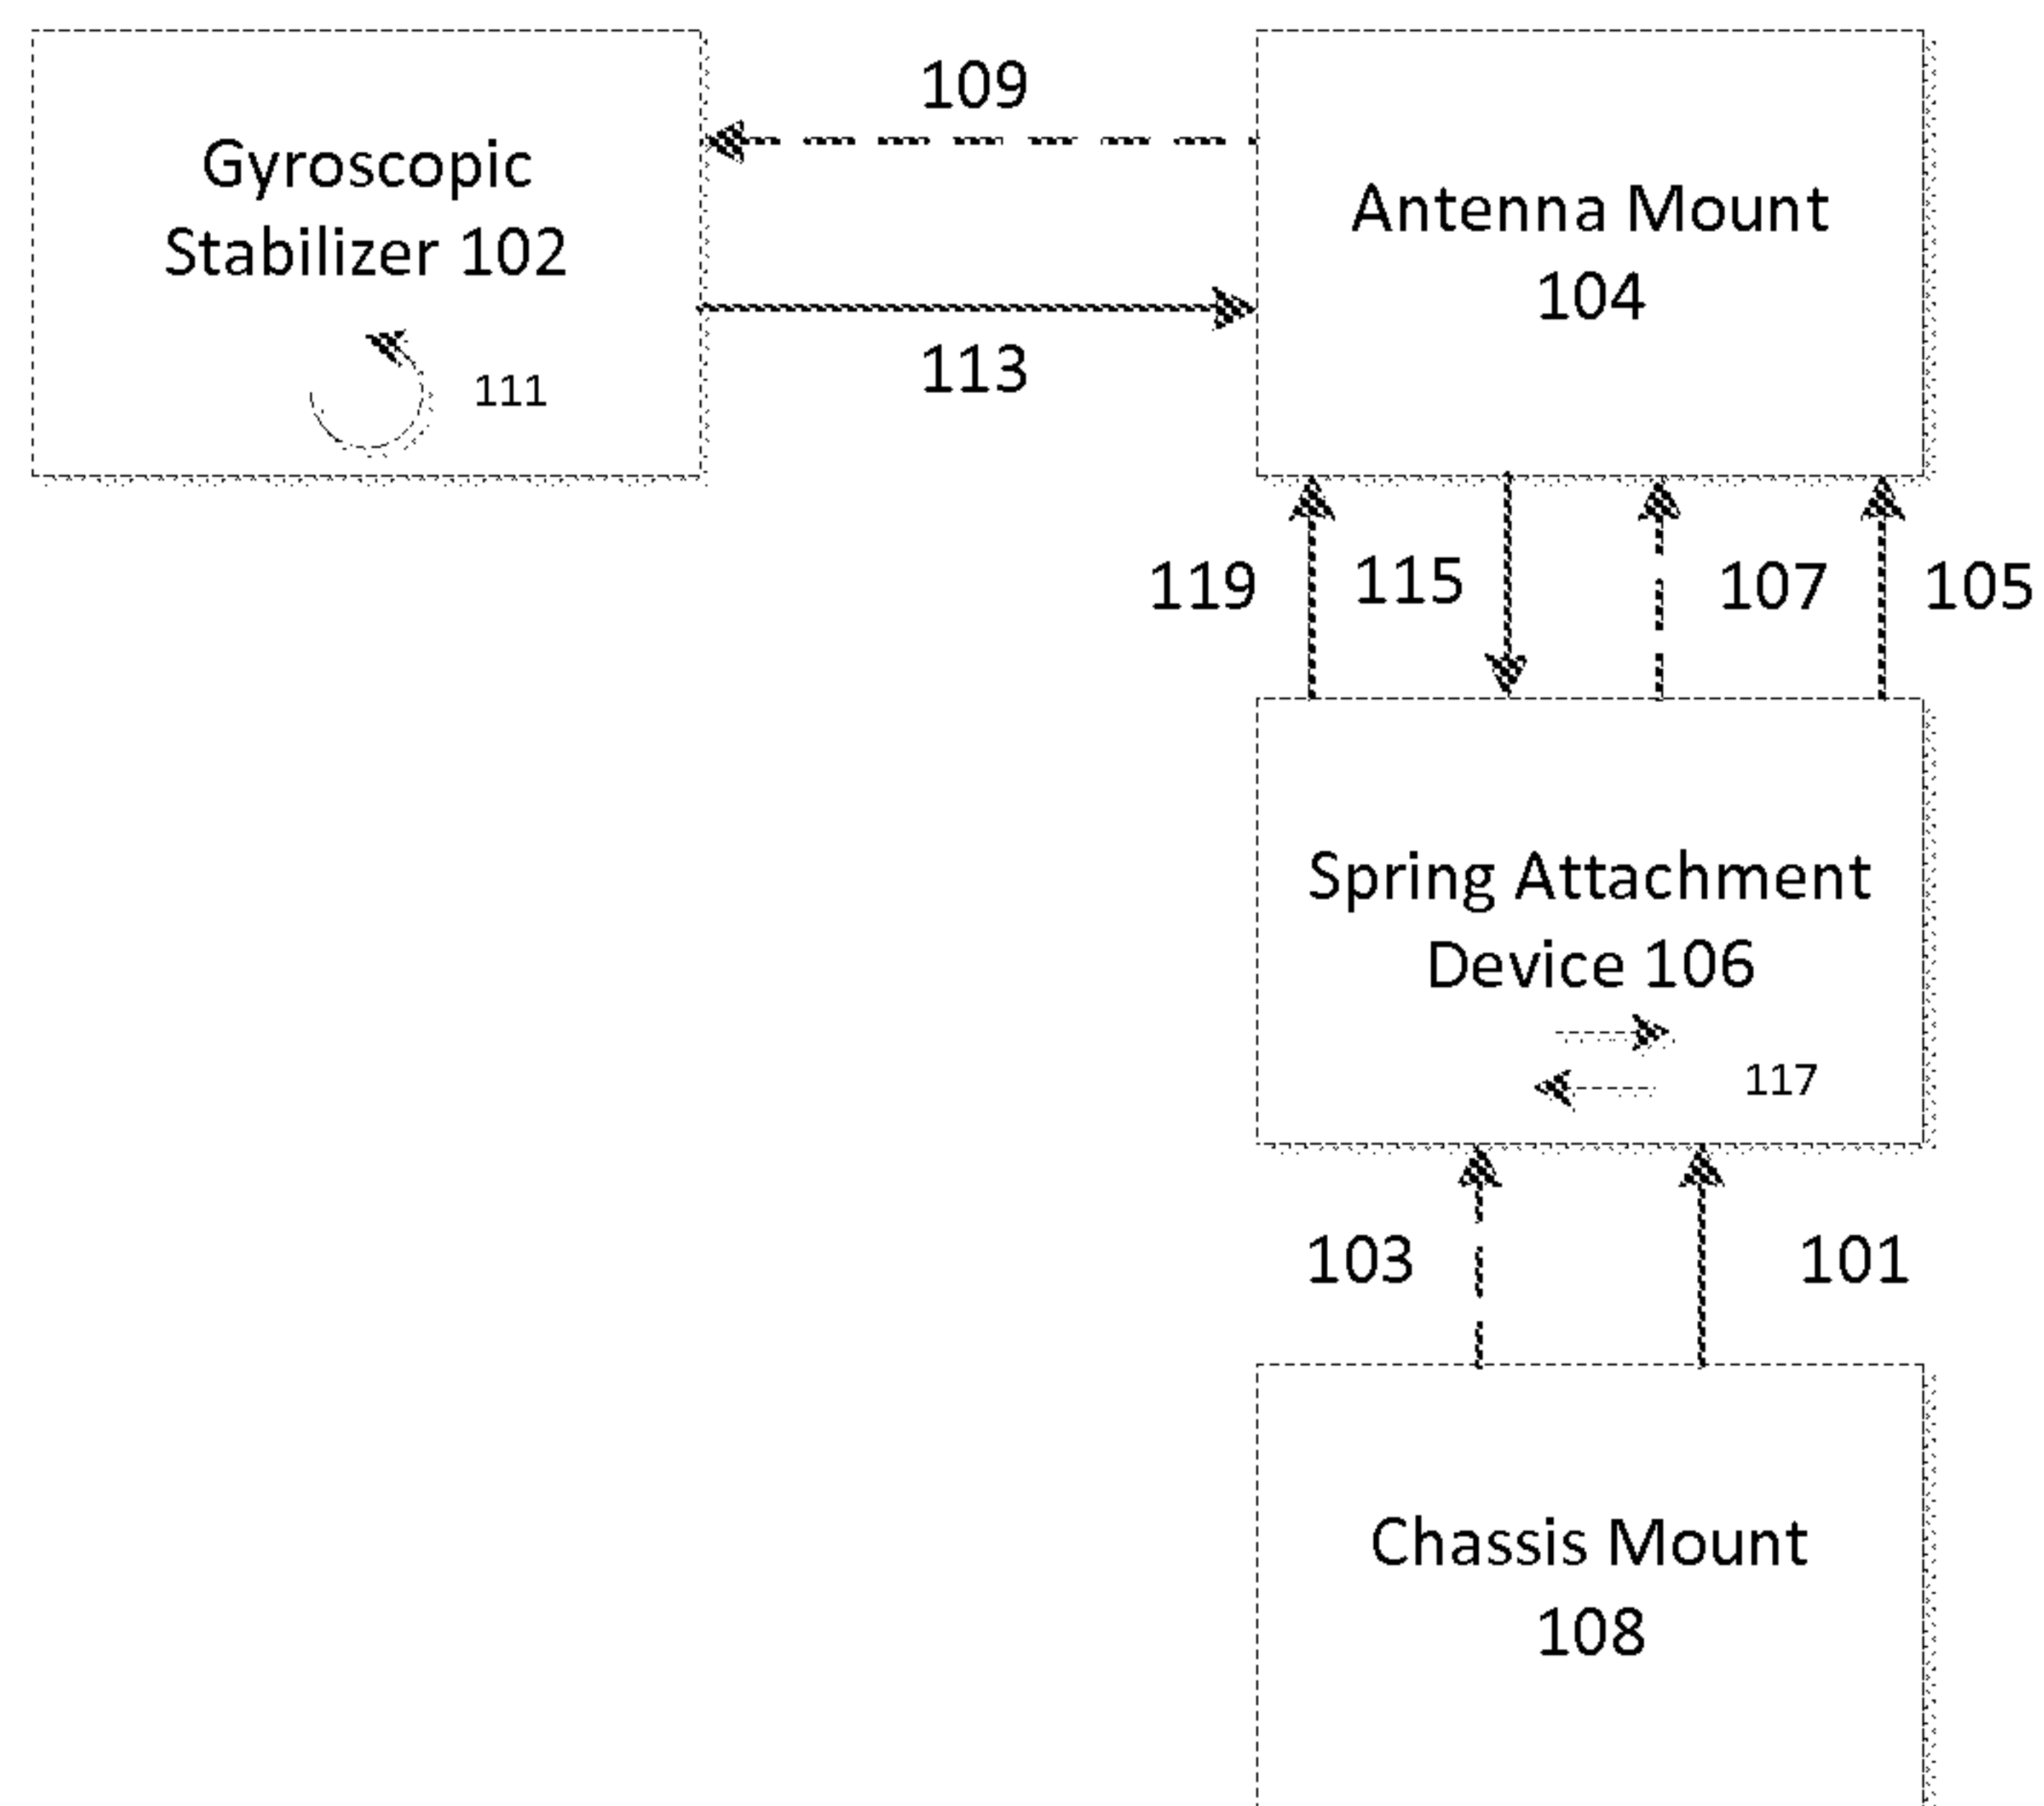 109
Gyroscopic
Stabilizer 102
111
113
Antenna Mount
104
119
115
107
105
Spring Attachment
Device 106
117
103
101
Chassis Mount
108